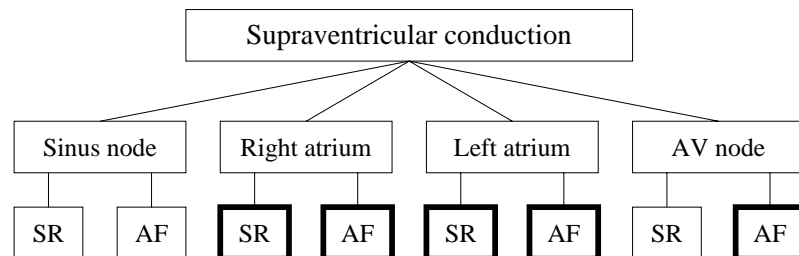 Supraventricular conduction
Sinus node Right atrium Left atrium AV node
SR AF SR AF SR AF SR AF